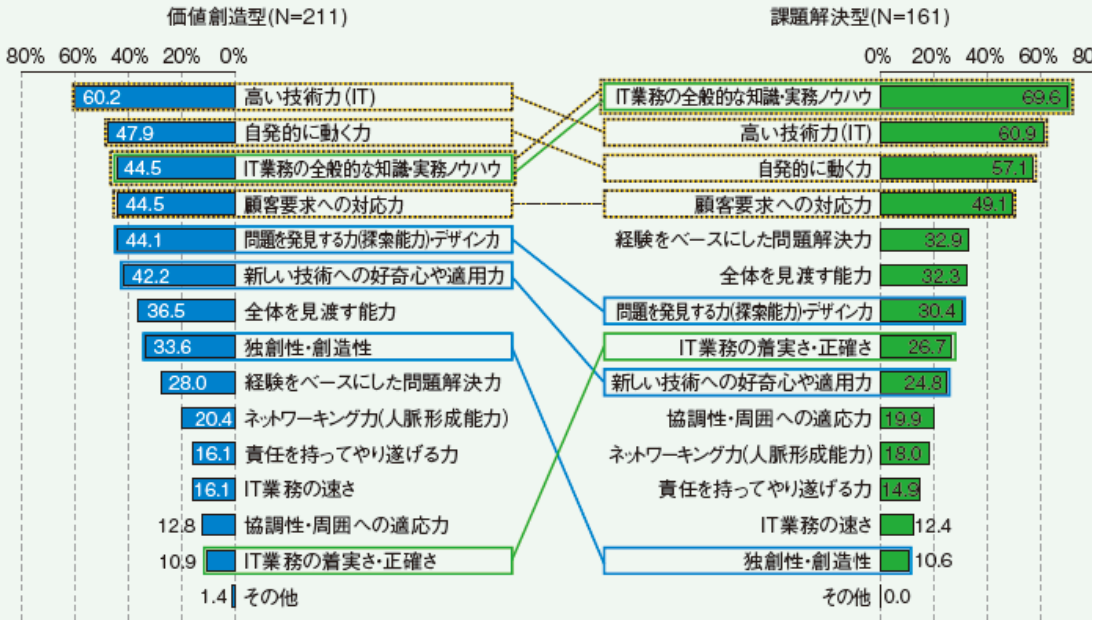 価値創造型(N=211)
課題解決型(N=161)
80% 60% 40% 20% 0%
0% 20% 40% 60% 80
60.2 高い技術力(IT)
IT業務の全般的な知識・実務ノウハウ 69.6
47.9 自発的に動く力
高い技術力(IT) 60.9
44.5 IT業務の全般的な知識・実務ノウハウ
自発的に動く力 57.1
44.5 顧客要求への対応力
顧客要求への対応力 49.1
44.1 問題を発見する力(探索能力)・デザイン力
経験をベースにした問題解決力 32.9
42.2 新しい技術への好奇心や適用力
全体を見渡す能力 32.3
36.5 全体を見渡す能力
問題を発見する力(探索能力)・デザイン力 30.4
33.6 独創性・創造性
IT業務の着実さ・正確さ 26.7
28.0 経験をベースにした問題解決力
新しい技術への好奇心や適用力 24.8
20.4 ネットワーキング力(人脈形成能力)
協調性・周囲への適応力 19.9
16.1 責任を持ってやり遂げる力
ネットワーキング力(人脈形成能力) 18.0
16.1 IT業務の速さ
責任を持ってやり遂げる力 14.9
12.8 協調性・周囲への適応力
IT業務の速さ 12.4
10.9 IT業務の着実さ・正確さ
独創性・創造性 10.6
1.4 その他
その他 0.0